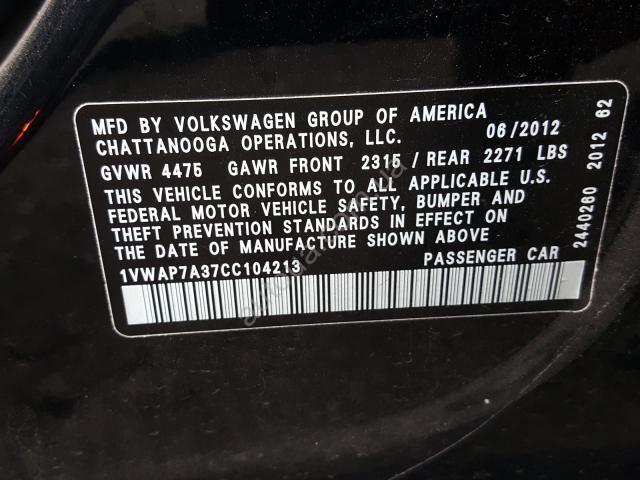 MFD BY VOLKSWAGEN GROUP OF AMERICA
CHATTANOOGA OPERATIONS, LLC. 06/2012
GVWR 4475 GAWR FRONT 2315 / REAR 2271 LBS
THIS VEHICLE CONFORMS TO ALL APPLICABLE U.S.
FEDERAL MOTOR VEHICLE SAFETY, BUMPER AND
THEFT PREVENTION STANDARDS IN EFFECT ON
THE DATE OF MANUFACTURE SHOWN ABOVE.
1VWAP7A37CC104213 PASSENGER CAR
2440260 2012 62